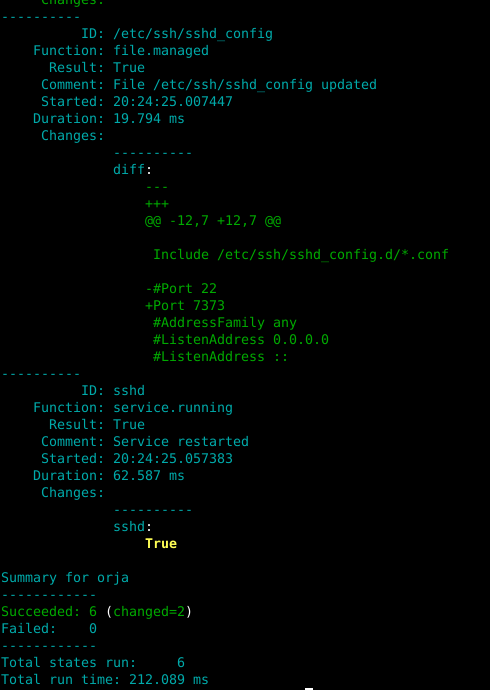 Changes:
----------
          ID: /etc/ssh/sshd_config
    Function: file.managed
      Result: True
     Comment: File /etc/ssh/sshd_config updated
     Started: 20:24:25.007447
    Duration: 19.794 ms
     Changes:
              ----------
              diff:
                  ---
                  +++
                  @@ -12,7 +12,7 @@

                   Include /etc/ssh/sshd_config.d/*.conf

                  -#Port 22
                  +Port 7373
                   #AddressFamily any
                   #ListenAddress 0.0.0.0
                   #ListenAddress ::
----------
          ID: sshd
    Function: service.running
      Result: True
     Comment: Service restarted
     Started: 20:24:25.057383
    Duration: 62.587 ms
     Changes:
              ----------
              sshd:
                  True

Summary for orja
------------
Succeeded: 6 (changed=2)
Failed:    0
------------
Total states run:     6
Total run time: 212.089 ms